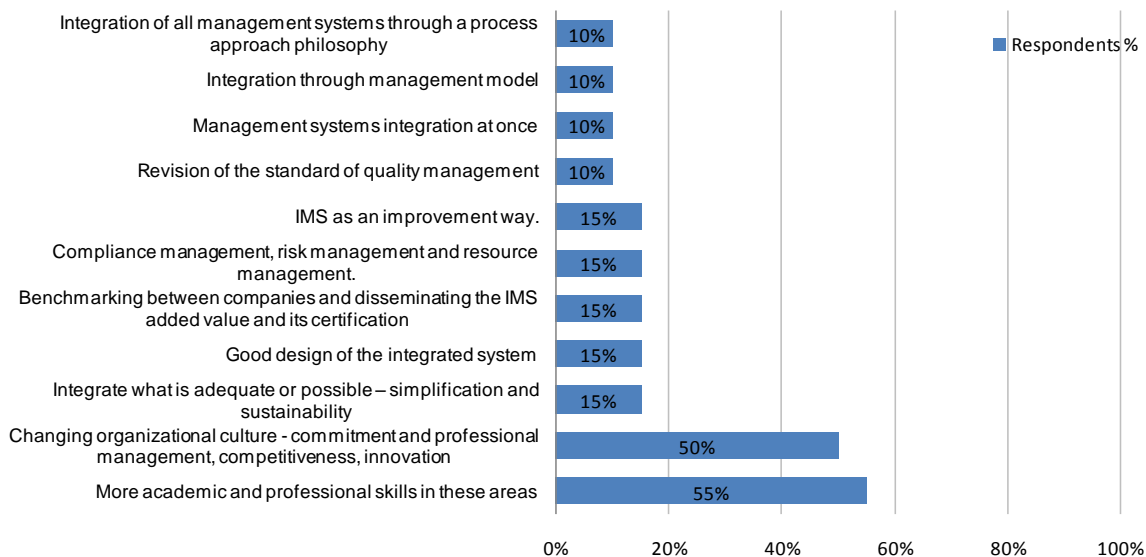 Integration of all management systems through a process
approach philosophy
10%
Respondents %
Integration through management model
10%
Management systems integration at once
10%
Revision of the standard of quality management
10%
IMS as an improvement way.
15%
Compliance management, risk management and resource
management.
15%
Benchmarking between companies and disseminating the IMS
added value and its certification
15%
Good design of the integrated system
15%
Integrate what is adequate or possible – simplification and
sustainability
15%
Changing organizational culture - commitment and professional
management, competitiveness, innovation
50%
More academic and professional skills in these areas
55%
0% 20% 40% 60% 80% 100%